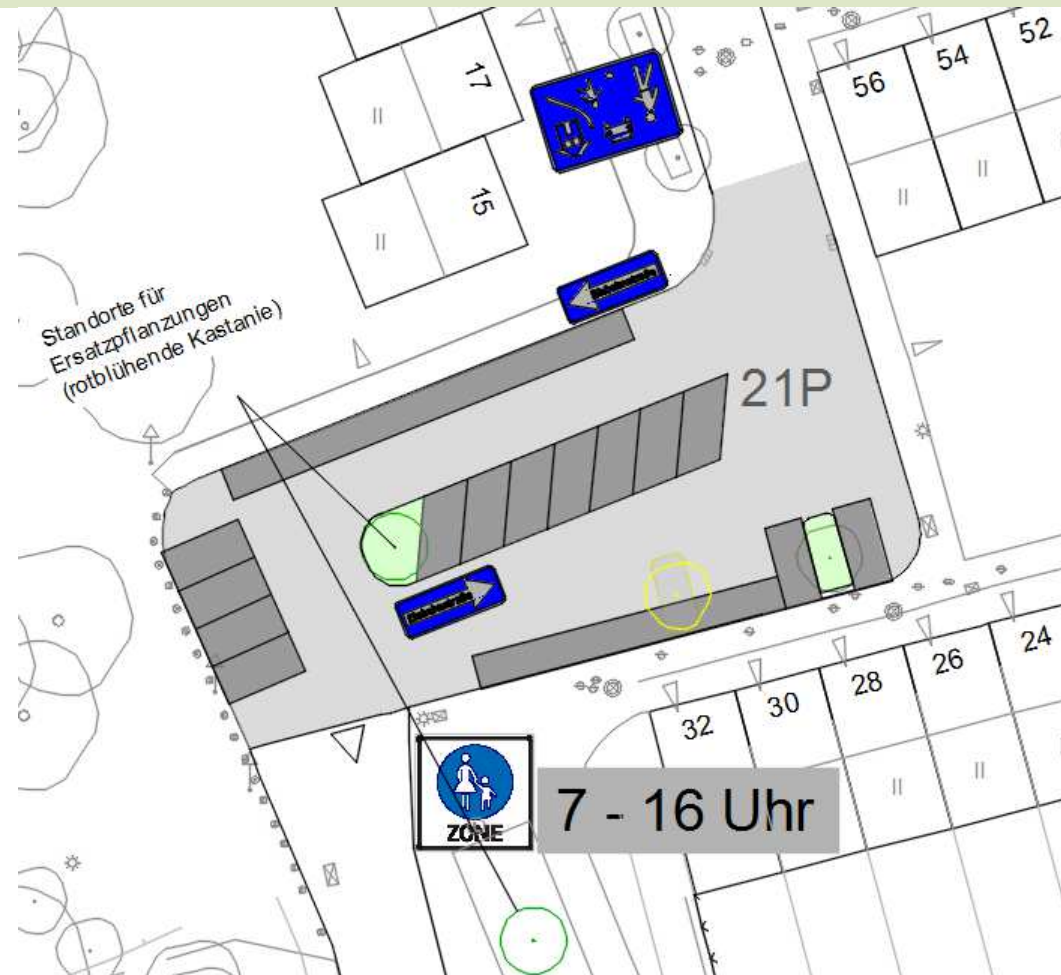 52
54
56
17
15
Standorte für
Ersatzpflanzungen
(rotblühende Kastanie)
21P
24
26
28
30
32
ZONE
7 - 16 Uhr